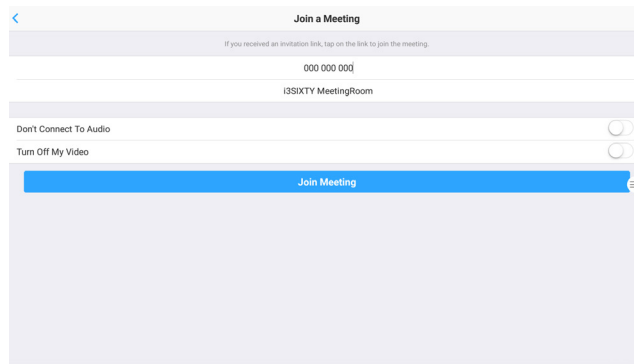 Join a Meeting
If you received an invitation link, tap on the link to join the meeting.
000 000 000
i3SIXTY MeetingRoom
Don't Connect To Audio
Turn Off My Video
Join Meeting